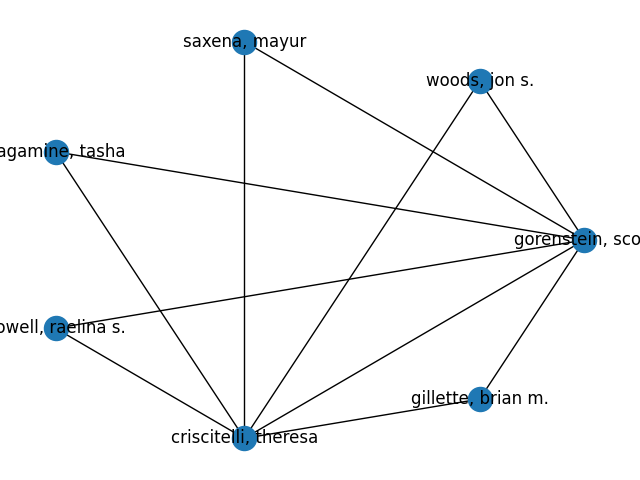 saxena, mayur
woods, jon s.
agamine, tasha
gorenstein, sco
owell, raelina s.
gillette, brian m.
criscitelli, theresa